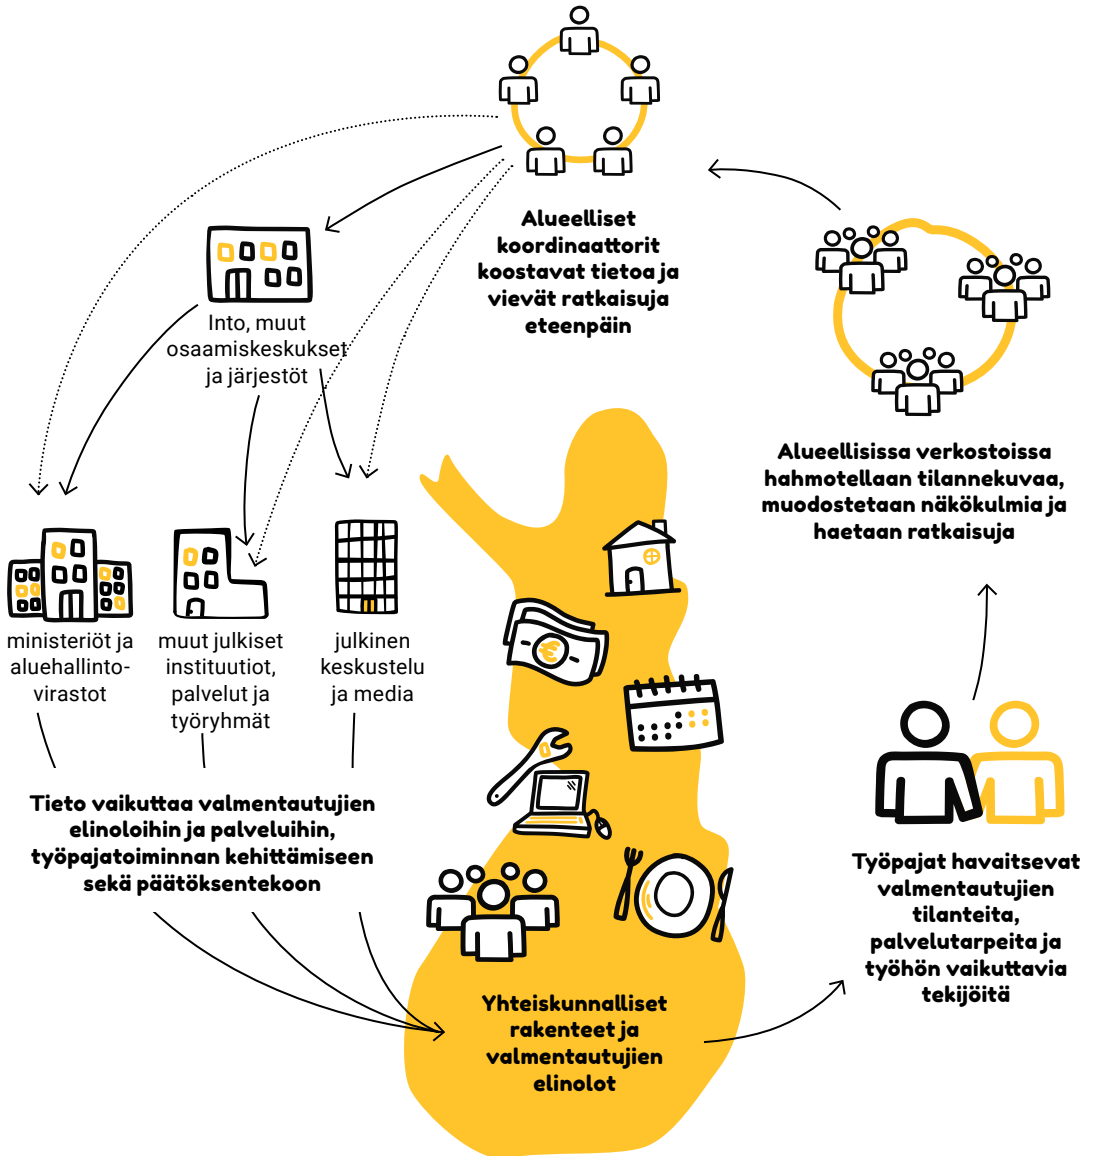 Alueelliset
koordinaattorit
koostavat tietoa ja
vievät ratkaisuja
eteenpäin
Into, muut
osaamiskeskukset
ja järjestöt
Alueellisissa verkostoissa
hahmotellaan tilannekuvaa,
muodostetaan näkökulmia ja
haetaan ratkaisuja
ministeriöt ja
aluehallinto-
virastot
muut julkiset
instituutiot,
palvelut ja
työryhmät
julkinen
keskustelu
ja media
Tieto vaikuttaa valmentautujien
elinoloihin ja palveluihin,
työpajatoiminnan kehittämiseen
sekä päätöksentekoon
Työpajat havaitsevat
valmentautujien
tilanteita,
palvelutarpeita ja
työhön vaikuttavia
tekijöitä
Yhteiskunnalliset
rakenteet ja
valmentautujien
elinolot